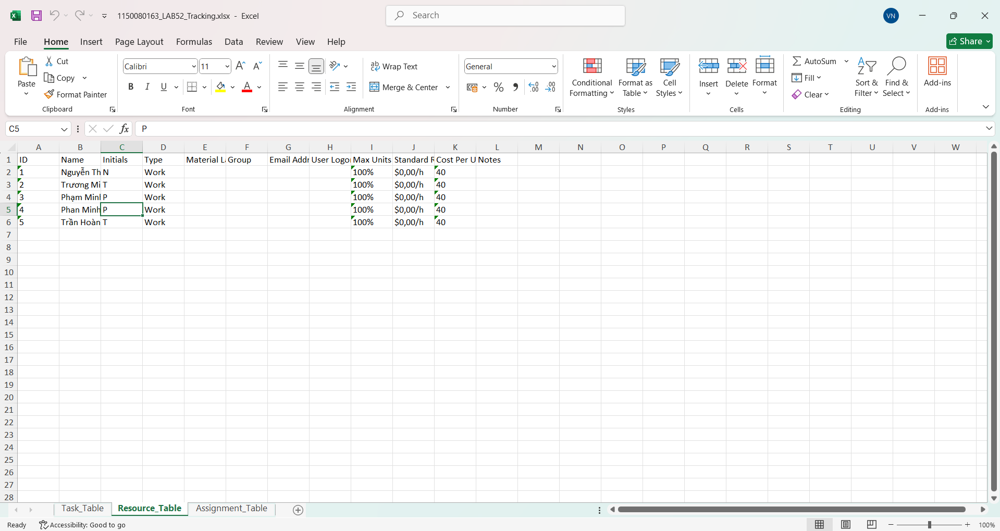 1150080163_LAB52_Tracking.xlsx - Excel
Search
VN
File Home Insert Page Layout Formulas Data Review View Help
Share
Paste
Cut
Copy
Format Painter
Clipboard
Calibri 11
B I U
Font
Wrap Text
Merge & Center
Alignment
General
Number
Conditional Formatting
Format as Table
Cell Styles
Styles
Insert Delete Format
Cells
AutoSum
Fill
Clear
Sort & Filter
Find & Select
Editing
Add-ins
Add-ins
C5 fx P
A B C D E F G H I J K L M N O P Q R S T U V W
1 ID Name Initials Type Material La Group Email Addr User Logo Max Units Standard R Cost Per U Notes
2 1 Nguyễn Th N Work 100% $0,00/h 40
3 2 Trương Mi T Work 100% $0,00/h 40
4 3 Phạm Minh P Work 100% $0,00/h 40
5 4 Phan Minh P Work 100% $0,00/h 40
6 5 Trần Hoàn T Work 100% $0,00/h 40
7
8
9
10
11
12
13
14
15
16
17
18
19
20
21
22
23
24
25
26
27
28
Task_Table Resource_Table Assignment_Table
Ready Accessibility: Good to go 100%